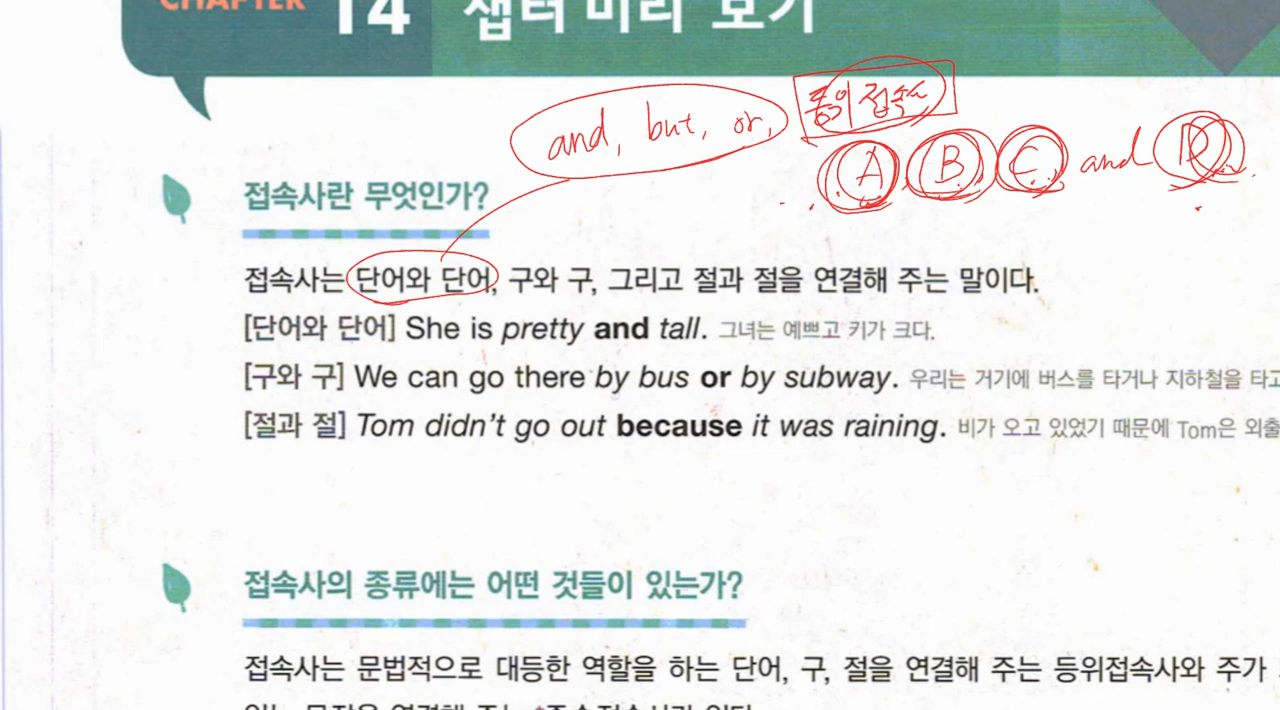 CHAPTER 14 챕터 미리 보기
and, but, or,
등위 접속사
A B C and D
접속사란 무엇인가?
접속사는 단어와 단어, 구와 구, 그리고 절과 절을 연결해 주는 말이다.
[단어와 단어] She is pretty and tall. 그녀는 예쁘고 키가 크다.
[구와 구] We can go there by bus or by subway. 우리는 거기에 버스를 타거나 지하철을 타고
[절과 절] Tom didn't go out because it was raining. 비가 오고 있었기 때문에 Tom은 외출
접속사의 종류에는 어떤 것들이 있는가?
접속사는 문법적으로 대등한 역할을 하는 단어, 구, 절을 연결해 주는 등위접속사와 주가